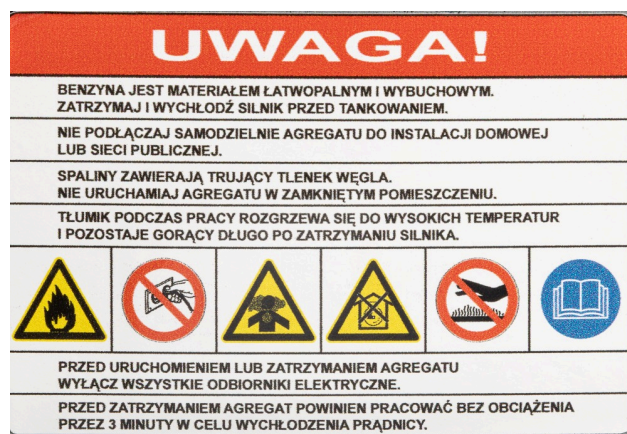 UWAGA!
BENZYNA JEST MATERIAŁEM ŁATWOPALNYM I WYBUCHOWYM.
ZATRZYMAJ I WYCHŁODŹ SILNIK PRZED TANKOWANIEM.
NIE PODŁĄCZAJ SAMODZIELNIE AGREGATU DO INSTALACJI DOMOWEJ
LUB SIECI PUBLICZNEJ.
SPALINY ZAWIERAJĄ TRUJĄCY TLENEK WĘGLA.
NIE URUCHAMIAJ AGREGATU W ZAMKNIĘTYM POMIESZCZENIU.
TŁUMIK PODCZAS PRACY ROZGRZEWA SIĘ DO WYSOKICH TEMPERATUR
I POZOSTAJE GORĄCY DŁUGO PO ZATRZYMANIU SILNIKA.
PRZED URUCHOMIENIEM LUB ZATRZYMANIEM AGREGATU
WYŁĄCZ WSZYSTKIE ODBIORNIKI ELEKTRYCZNE.
PRZED ZATRZYMANIEM AGREGAT POWINIEN PRACOWAĆ BEZ OBCIĄŻENIA
PRZEZ 3 MINUTY W CELU WYCHŁODZENIA PRĄDNICY.